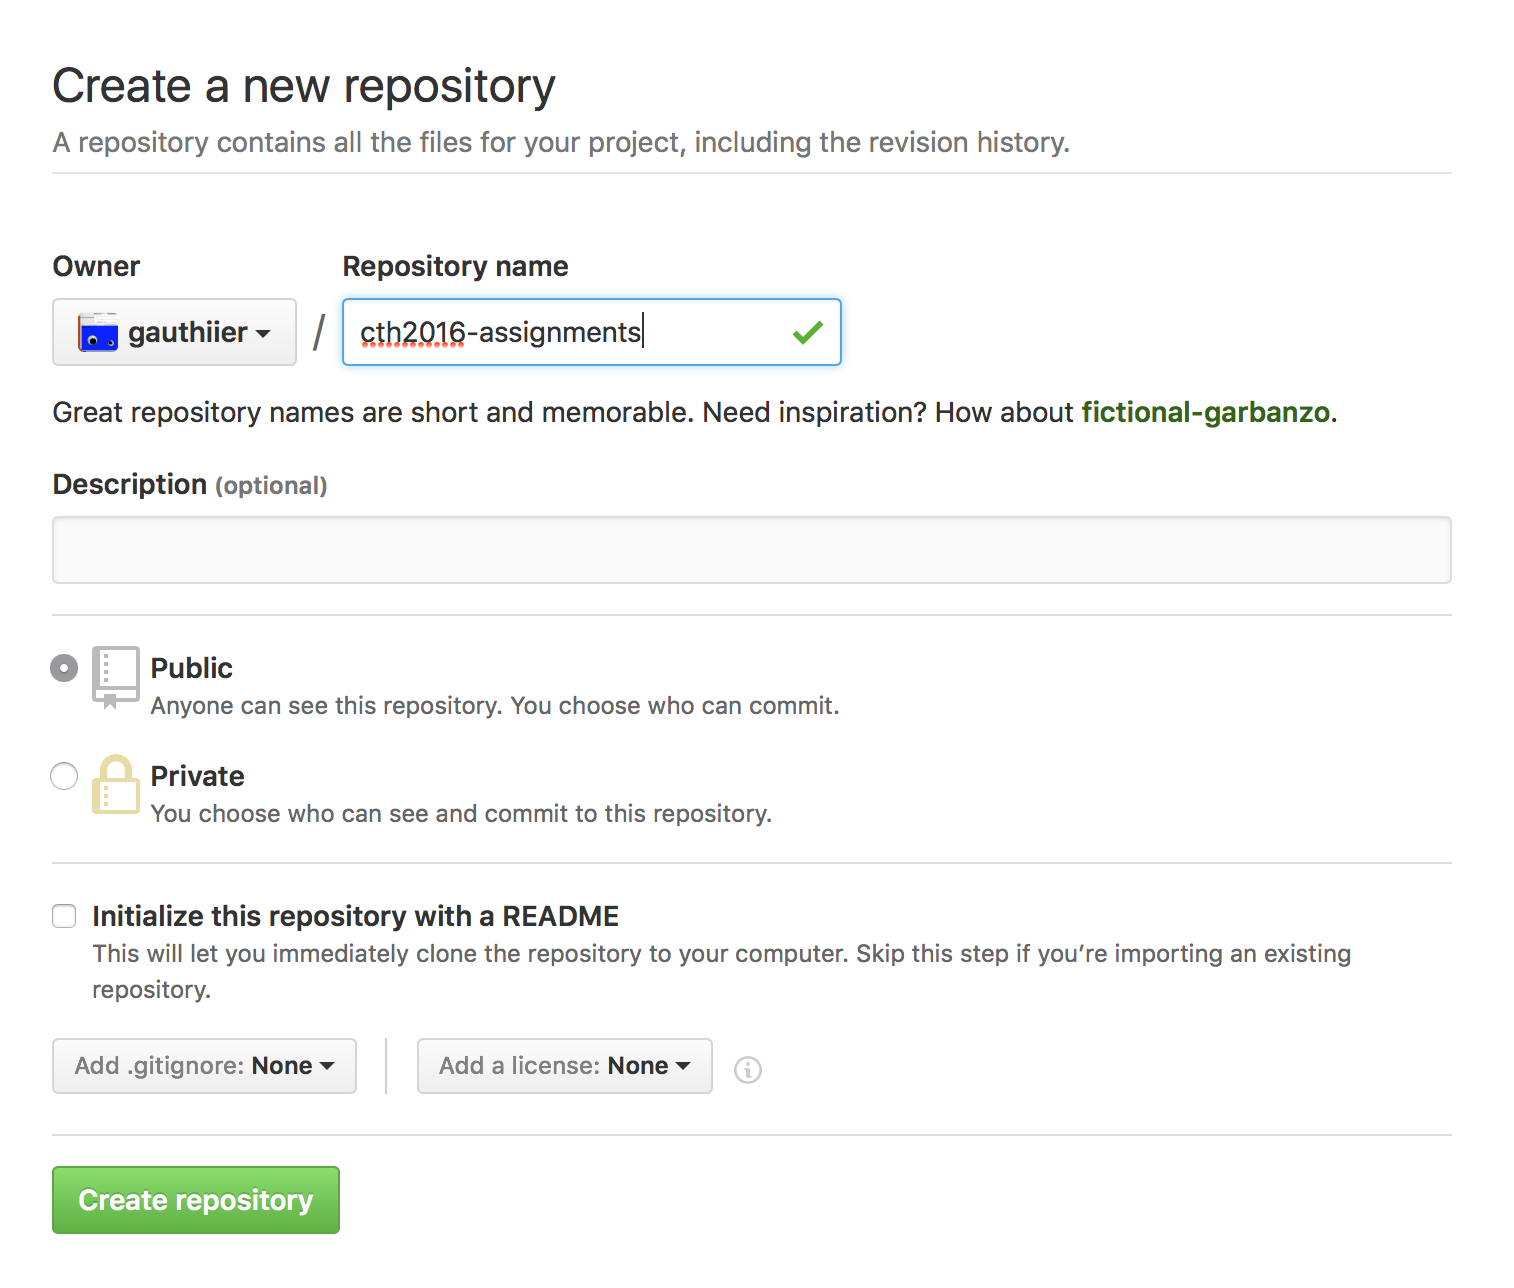 Create a new repository
A repository contains all the files for your project, including the revision history.
Owner
Repository name
gauthiier
/
cth2016-assignments
Great repository names are short and memorable. Need inspiration? How about fictional-garbanzo.
Description (optional)
Public
Anyone can see this repository. You choose who can commit.
Private
You choose who can see and commit to this repository.
Initialize this repository with a README
This will let you immediately clone the repository to your computer. Skip this step if you’re importing an existing
repository.
Add .gitignore: None
Add a license: None
Create repository